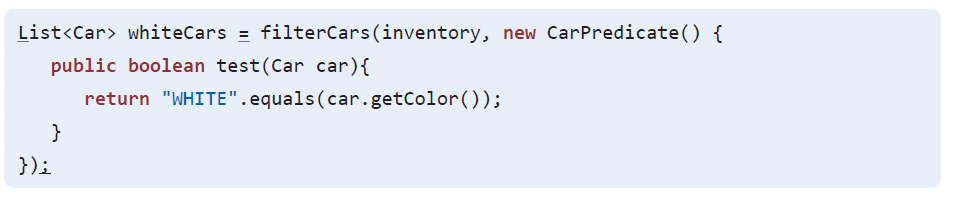 List<Car> whiteCars = filterCars(inventory, new CarPredicate() {
   public boolean test(Car car){
      return "WHITE".equals(car.getColor());
   }
});